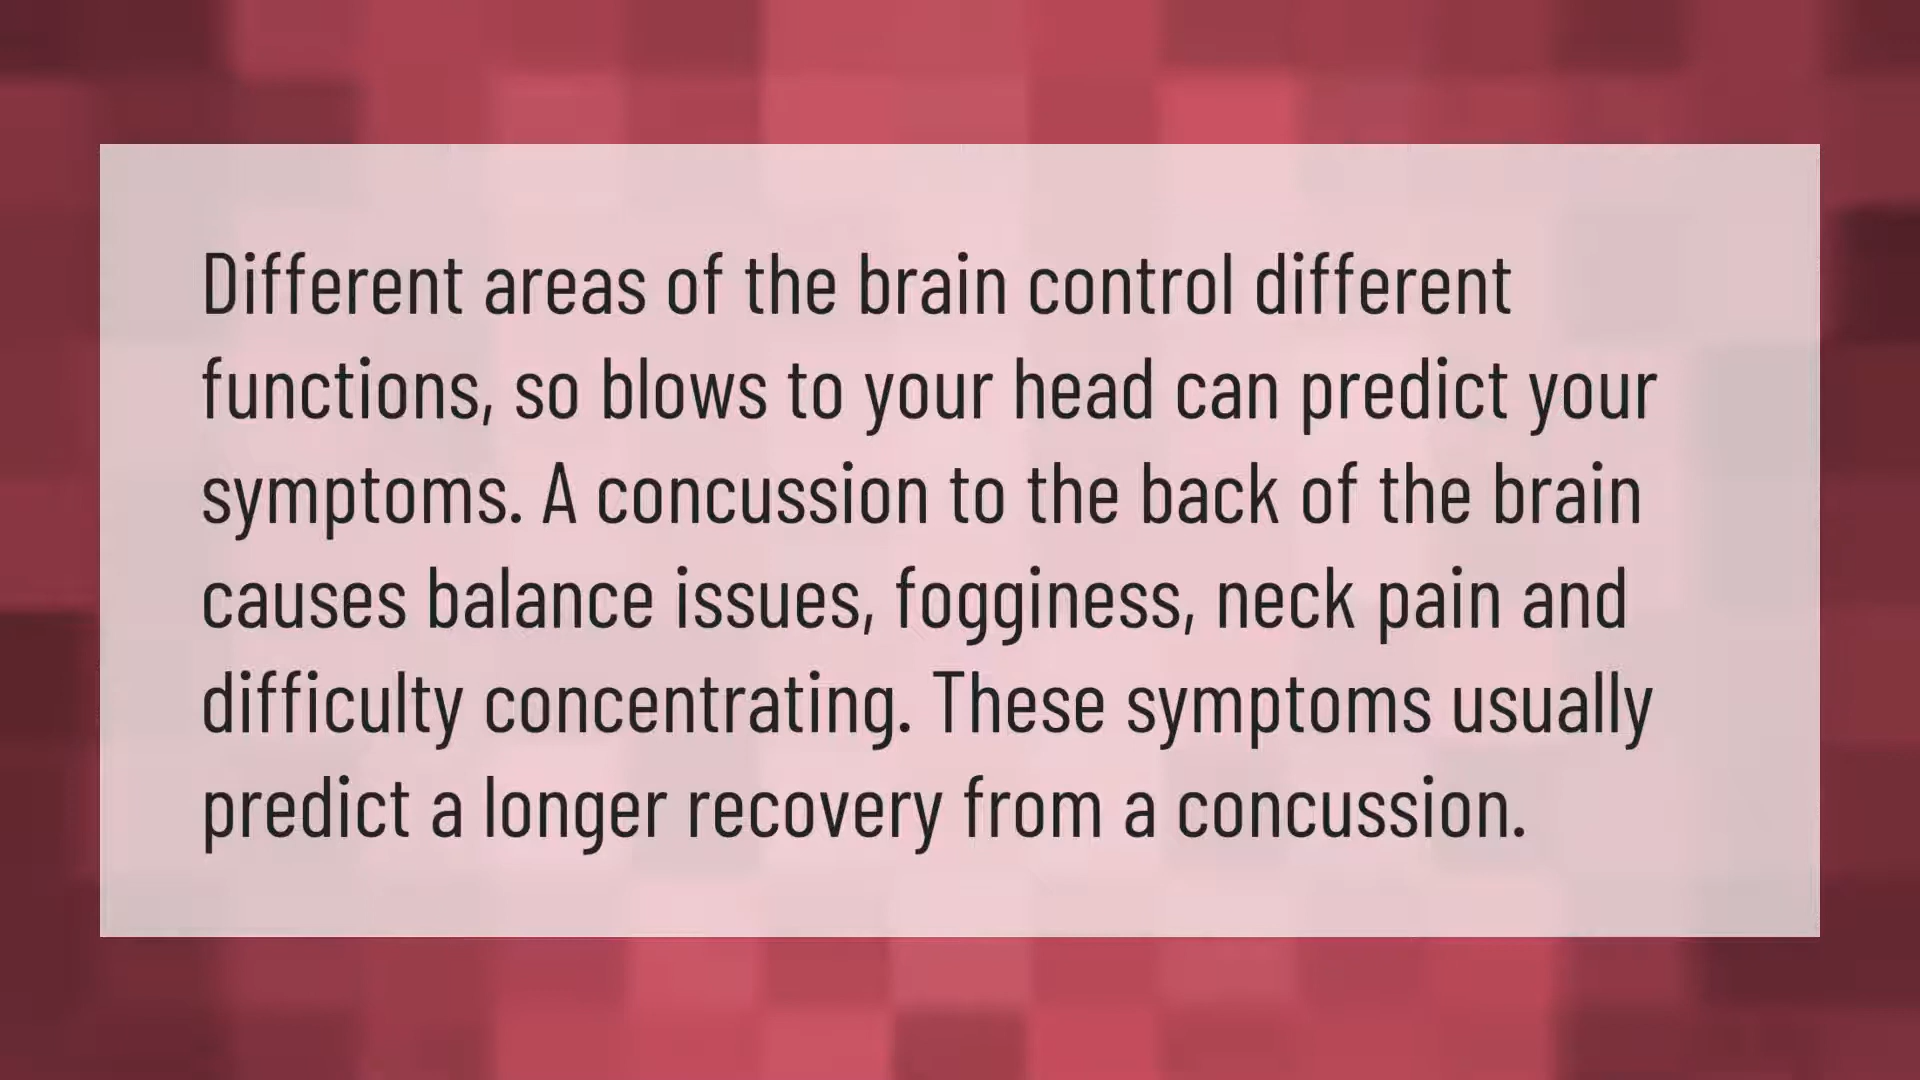 Different areas of the brain control different
functions, so blows to your head can predict your
symptoms. A concussion to the back of the brain
causes balance issues, fogginess, neck pain and
difficulty concentrating. These symptoms usually
predict a longer recovery from a concussion.